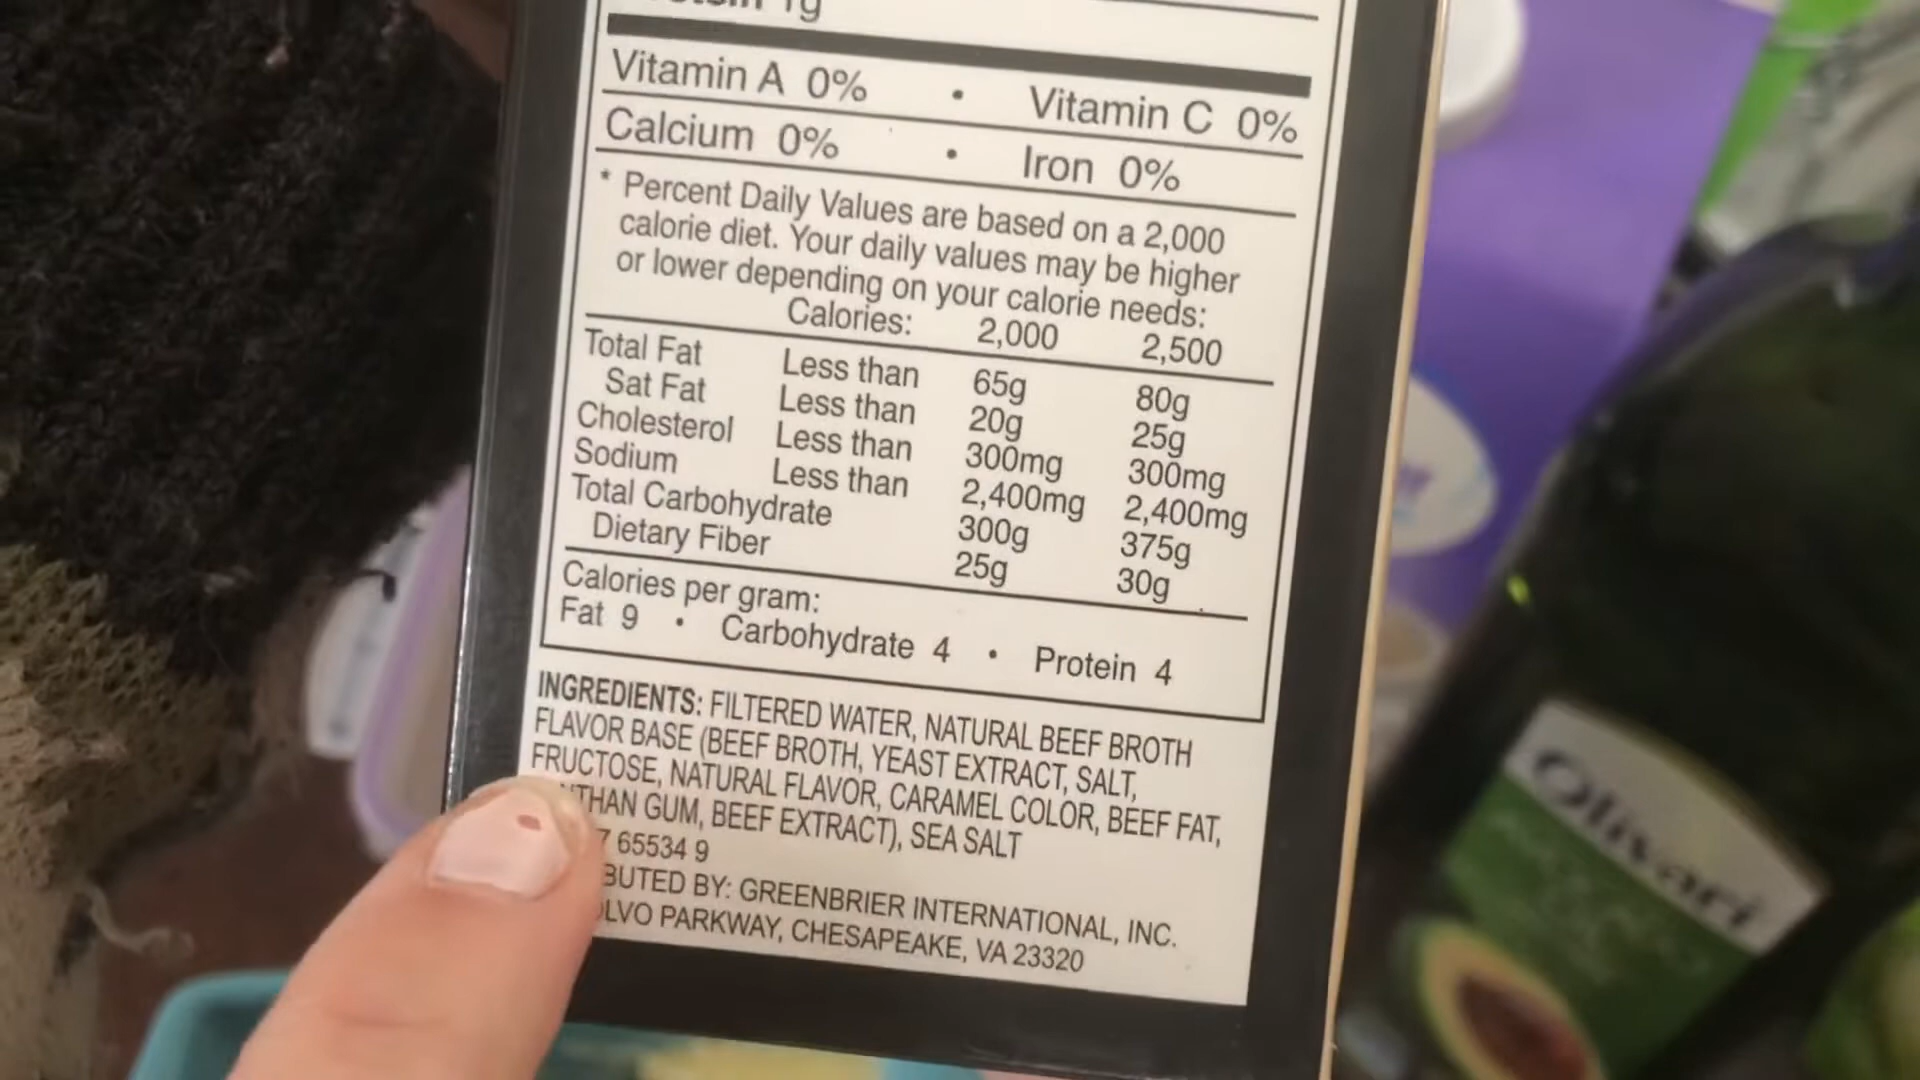 1g
Vitamin A 0% • Vitamin C 0%
Calcium 0% • Iron 0%
* Percent Daily Values are based on a 2,000
calorie diet. Your daily values may be higher
or lower depending on your calorie needs:
Calories: 2,000 2,500
Total Fat Less than 65g 80g
Sat Fat Less than 20g 25g
Cholesterol Less than 300mg 300mg
Sodium Less than 2,400mg 2,400mg
Total Carbohydrate 300g 375g
Dietary Fiber 25g 30g
Calories per gram:
Fat 9 • Carbohydrate 4 • Protein 4
INGREDIENTS: FILTERED WATER, NATURAL BEEF BROTH
FLAVOR BASE (BEEF BROTH, YEAST EXTRACT, SALT,
FRUCTOSE, NATURAL FLAVOR, CARAMEL COLOR, BEEF FAT,
THAN GUM, BEEF EXTRACT), SEA SALT
7 65534 9
BUTED BY: GREENBRIER INTERNATIONAL, INC.
LVO PARKWAY, CHESAPEAKE, VA 23320
Olivari